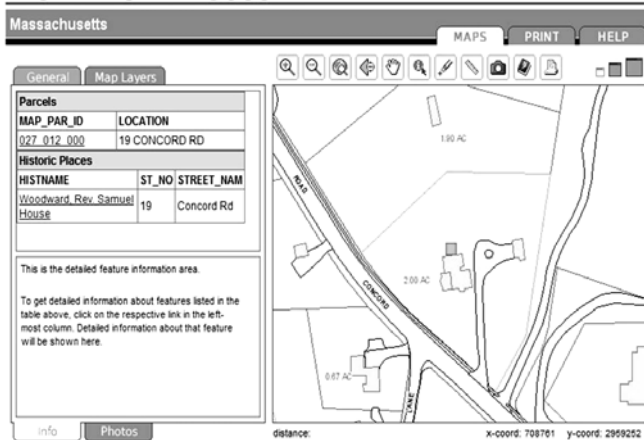 Massachusetts
MAPS PRINT HELP
General Map Layers
Parcels
MAP_PAR_ID LOCATION
027_012_000 19 CONCORD RD
Historic Places
HISTNAME ST_NO STREET_NAM
Woodward, Rev. Samuel House 19 Concord Rd
This is the detailed feature information area.
To get detailed information about features listed in the
table above, click on the respective link in the left-
most column. Detailed information about that feature
will be shown here.
Info Photos
1.90 AC
ROAD
2.00 AC
CONCORD
0.67 AC
LANE
distance: x-coord: 708761 y-coord: 2959252